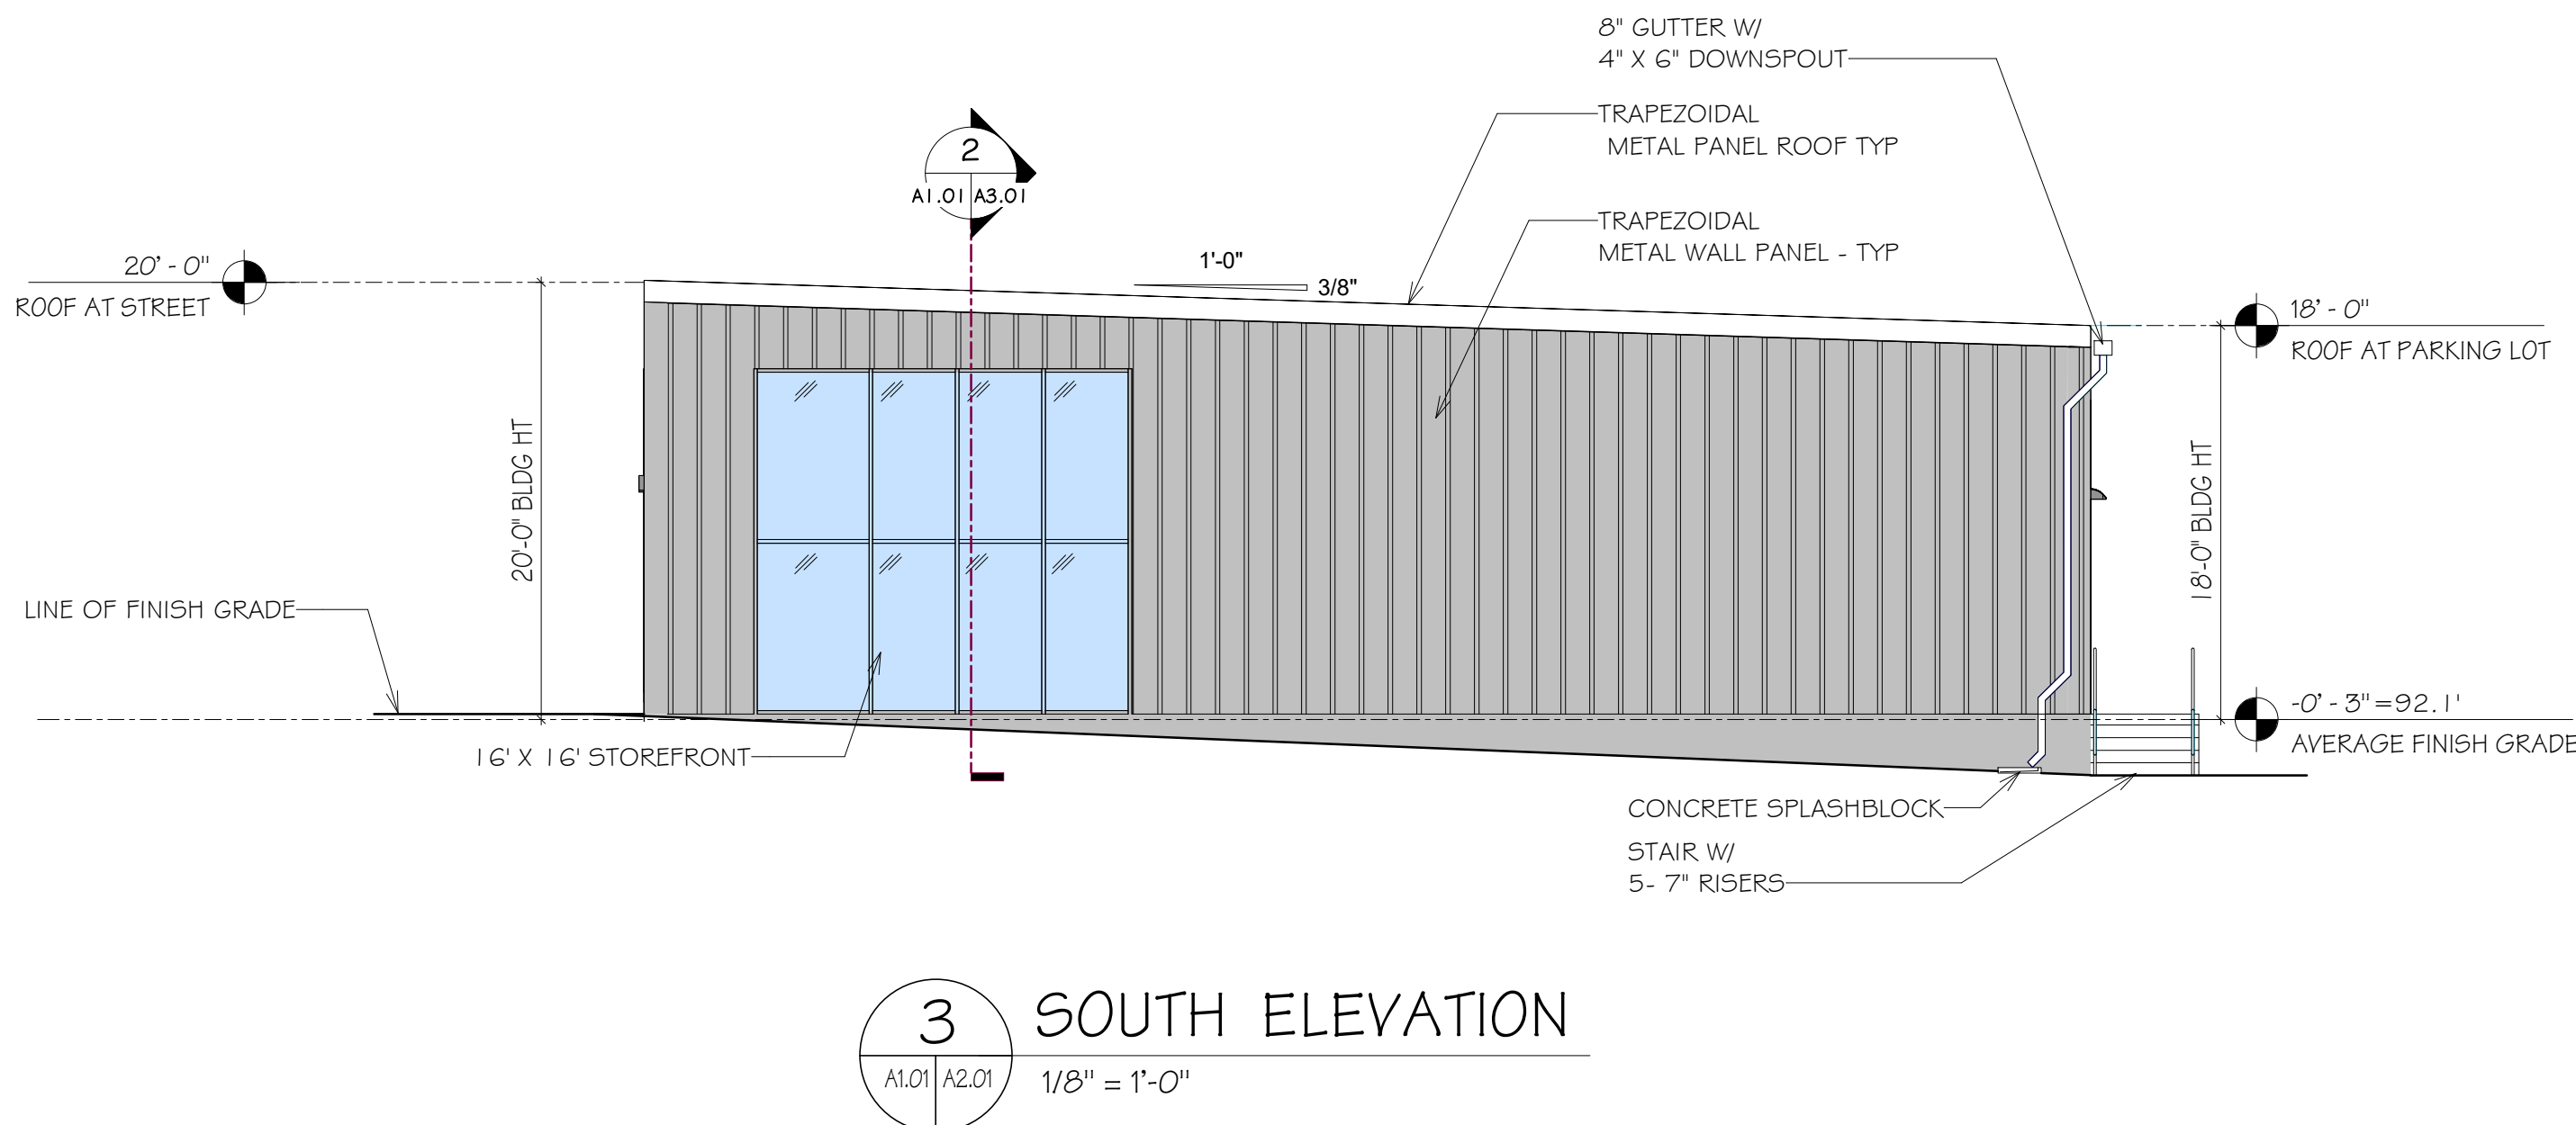 8" GUTTER W/
4" X 6" DOWNSPOUT
TRAPEZOIDAL
METAL PANEL ROOF TYP
2
A1.01 A3.01
TRAPEZOIDAL
METAL WALL PANEL - TYP
20' - 0"
ROOF AT STREET
1'-0"
3/8"
18' - 0"
ROOF AT PARKING LOT
20'-0" BLDG HT
18'-0" BLDG HT
LINE OF FINISH GRADE
-0' - 3"=92.1'
AVERAGE FINISH GRADE
16' X 16' STOREFRONT
CONCRETE SPLASHBLOCK
STAIR W/
5- 7" RISERS
3
SOUTH ELEVATION
A1.01 A2.01
1/8" = 1'-0"